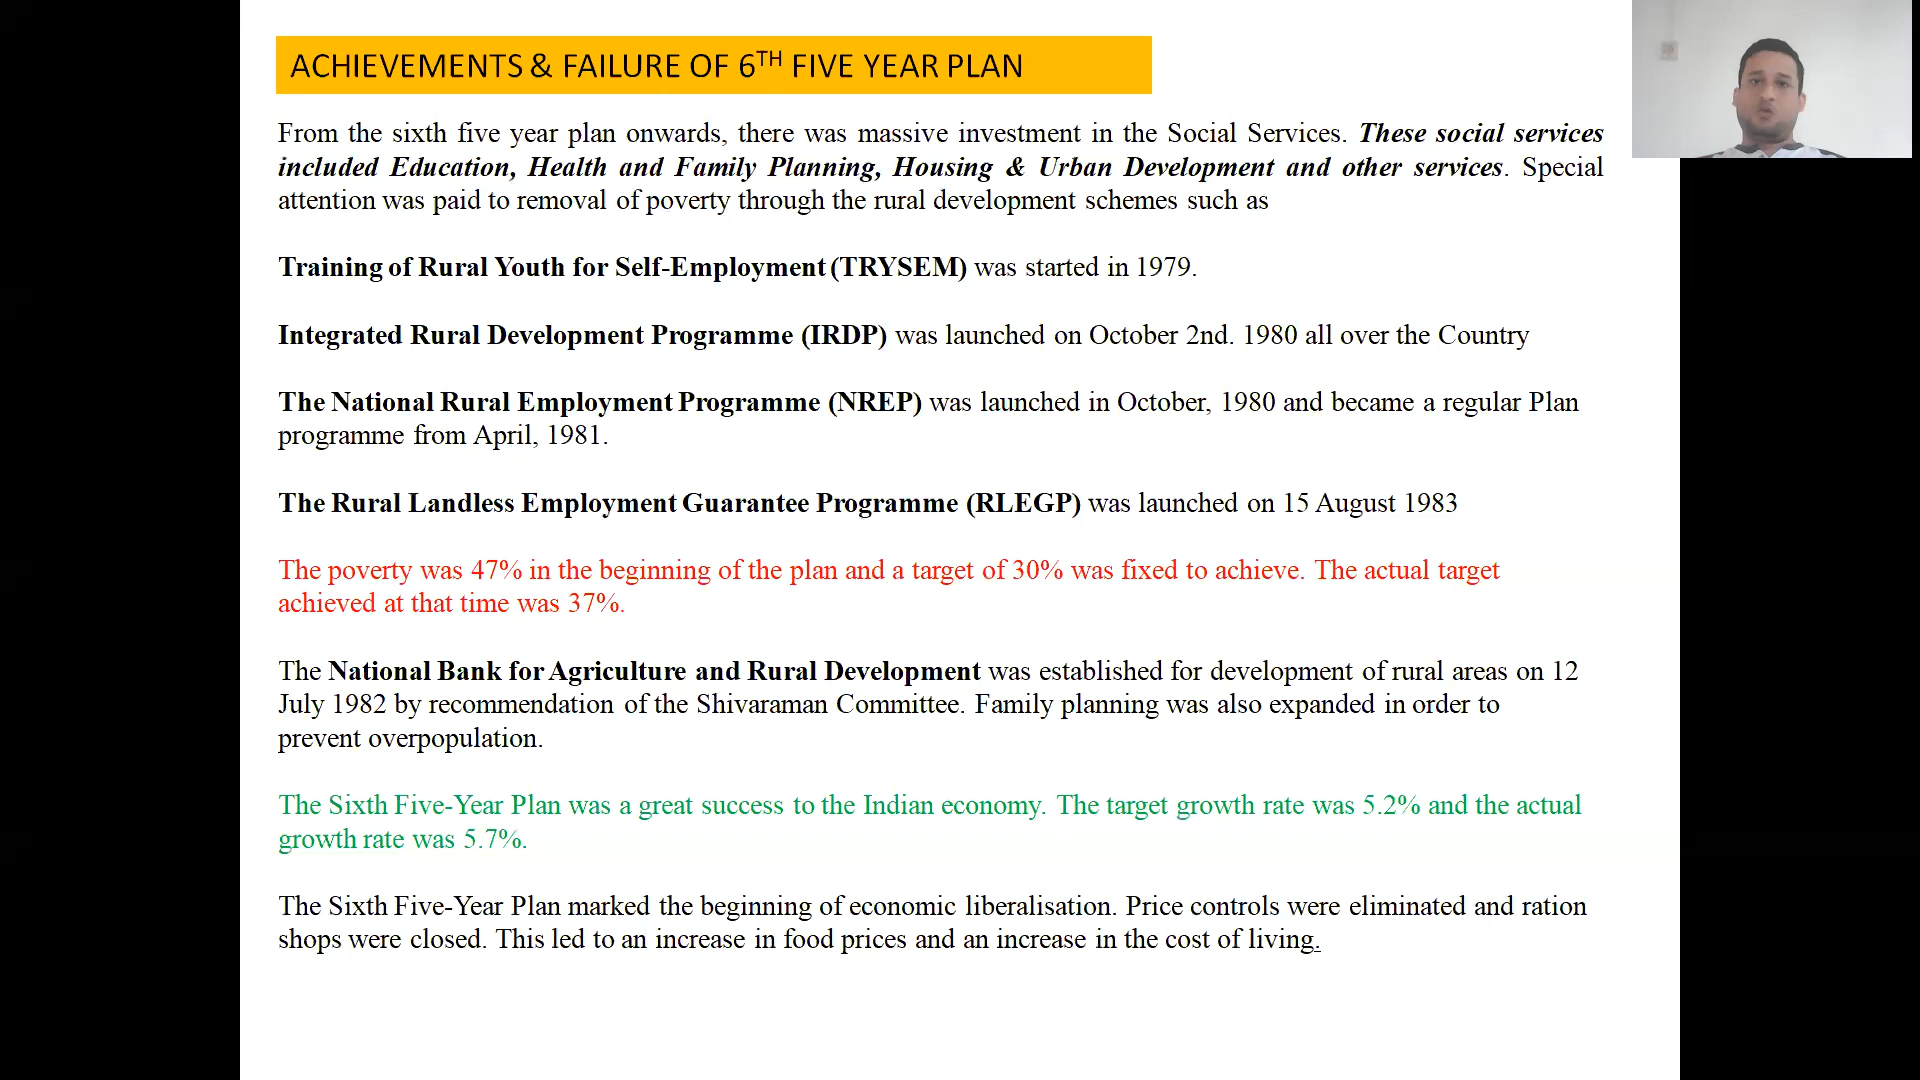 ACHIEVEMENTS & FAILURE OF 6TH FIVE YEAR PLAN
From the sixth five year plan onwards, there was massive investment in the Social Services. These social services
included Education, Health and Family Planning, Housing & Urban Development and other services. Special
attention was paid to removal of poverty through the rural development schemes such as
Training of Rural Youth for Self-Employment (TRYSEM) was started in 1979.
Integrated Rural Development Programme (IRDP) was launched on October 2nd. 1980 all over the Country
The National Rural Employment Programme (NREP) was launched in October, 1980 and became a regular Plan
programme from April, 1981.
The Rural Landless Employment Guarantee Programme (RLEGP) was launched on 15 August 1983
The poverty was 47% in the beginning of the plan and a target of 30% was fixed to achieve. The actual target
achieved at that time was 37%.
The National Bank for Agriculture and Rural Development was established for development of rural areas on 12
July 1982 by recommendation of the Shivaraman Committee. Family planning was also expanded in order to
prevent overpopulation.
The Sixth Five-Year Plan was a great success to the Indian economy. The target growth rate was 5.2% and the actual
growth rate was 5.7%.
The Sixth Five-Year Plan marked the beginning of economic liberalisation. Price controls were eliminated and ration
shops were closed. This led to an increase in food prices and an increase in the cost of living.